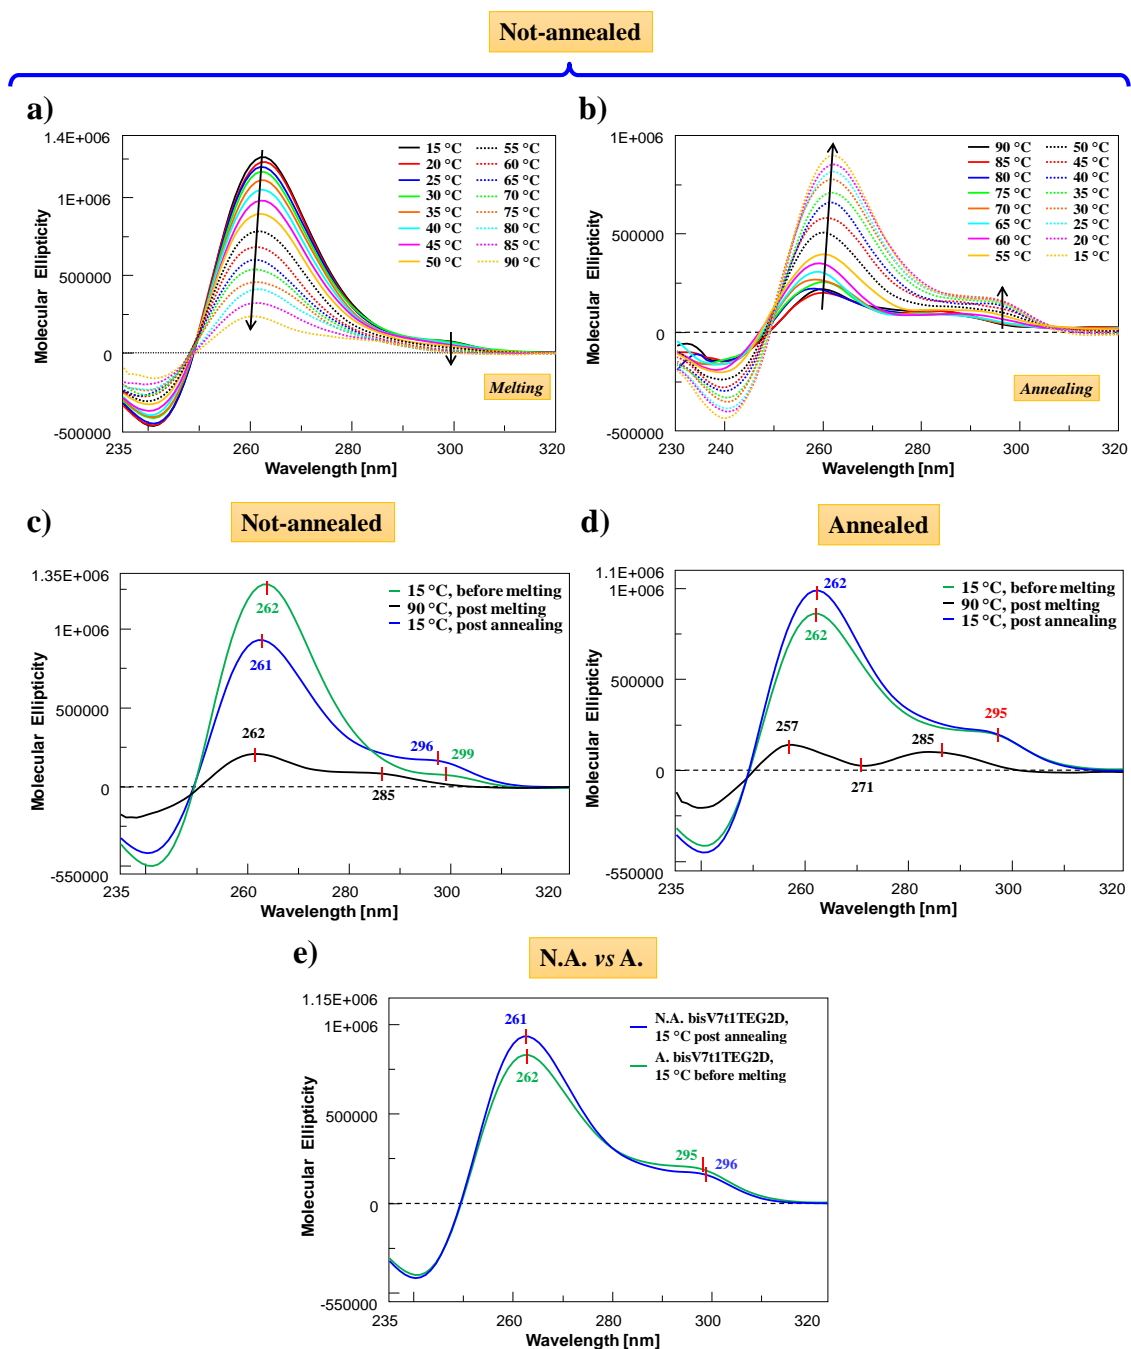 Not-annealed
a)
1.4E+006
1E+006
500000
0
-500000
Molecular Ellipticity
15 °C
20 °C
25 °C
30 °C
35 °C
40 °C
45 °C
50 °C
55 °C
60 °C
65 °C
70 °C
75 °C
80 °C
85 °C
90 °C
Melting
235
260
280
300
320
Wavelength [nm]
b)
1E+006
500000
0
-500000
Molecular Ellipticity
90 °C
85 °C
80 °C
75 °C
70 °C
65 °C
60 °C
55 °C
50 °C
45 °C
40 °C
35 °C
30 °C
25 °C
20 °C
15 °C
Annealing
230
240
260
280
300
320
Wavelength [nm]
c)
Not-annealed
1.35E+006
1E+006
500000
0
-550000
Molecular Ellipticity
15 °C, before melting
90 °C, post melting
15 °C, post annealing
262
261
262
296
299
285
235
260
280
300
320
Wavelength [nm]
d)
Annealed
1.1E+006
500000
0
-550000
Molecular Ellipticity
15 °C, before melting
90 °C, post melting
15 °C, post annealing
262
262
295
257
285
271
235
260
280
300
320
Wavelength [nm]
e)
N.A. vs A.
1.15E+006
1E+006
500000
0
-550000
Molecular Ellipticity
N.A. bisV7t1TEG2D,
15 °C post annealing
A. bisV7t1TEG2D,
15 °C before melting
261
262
295
296
235
260
280
300
320
Wavelength [nm]